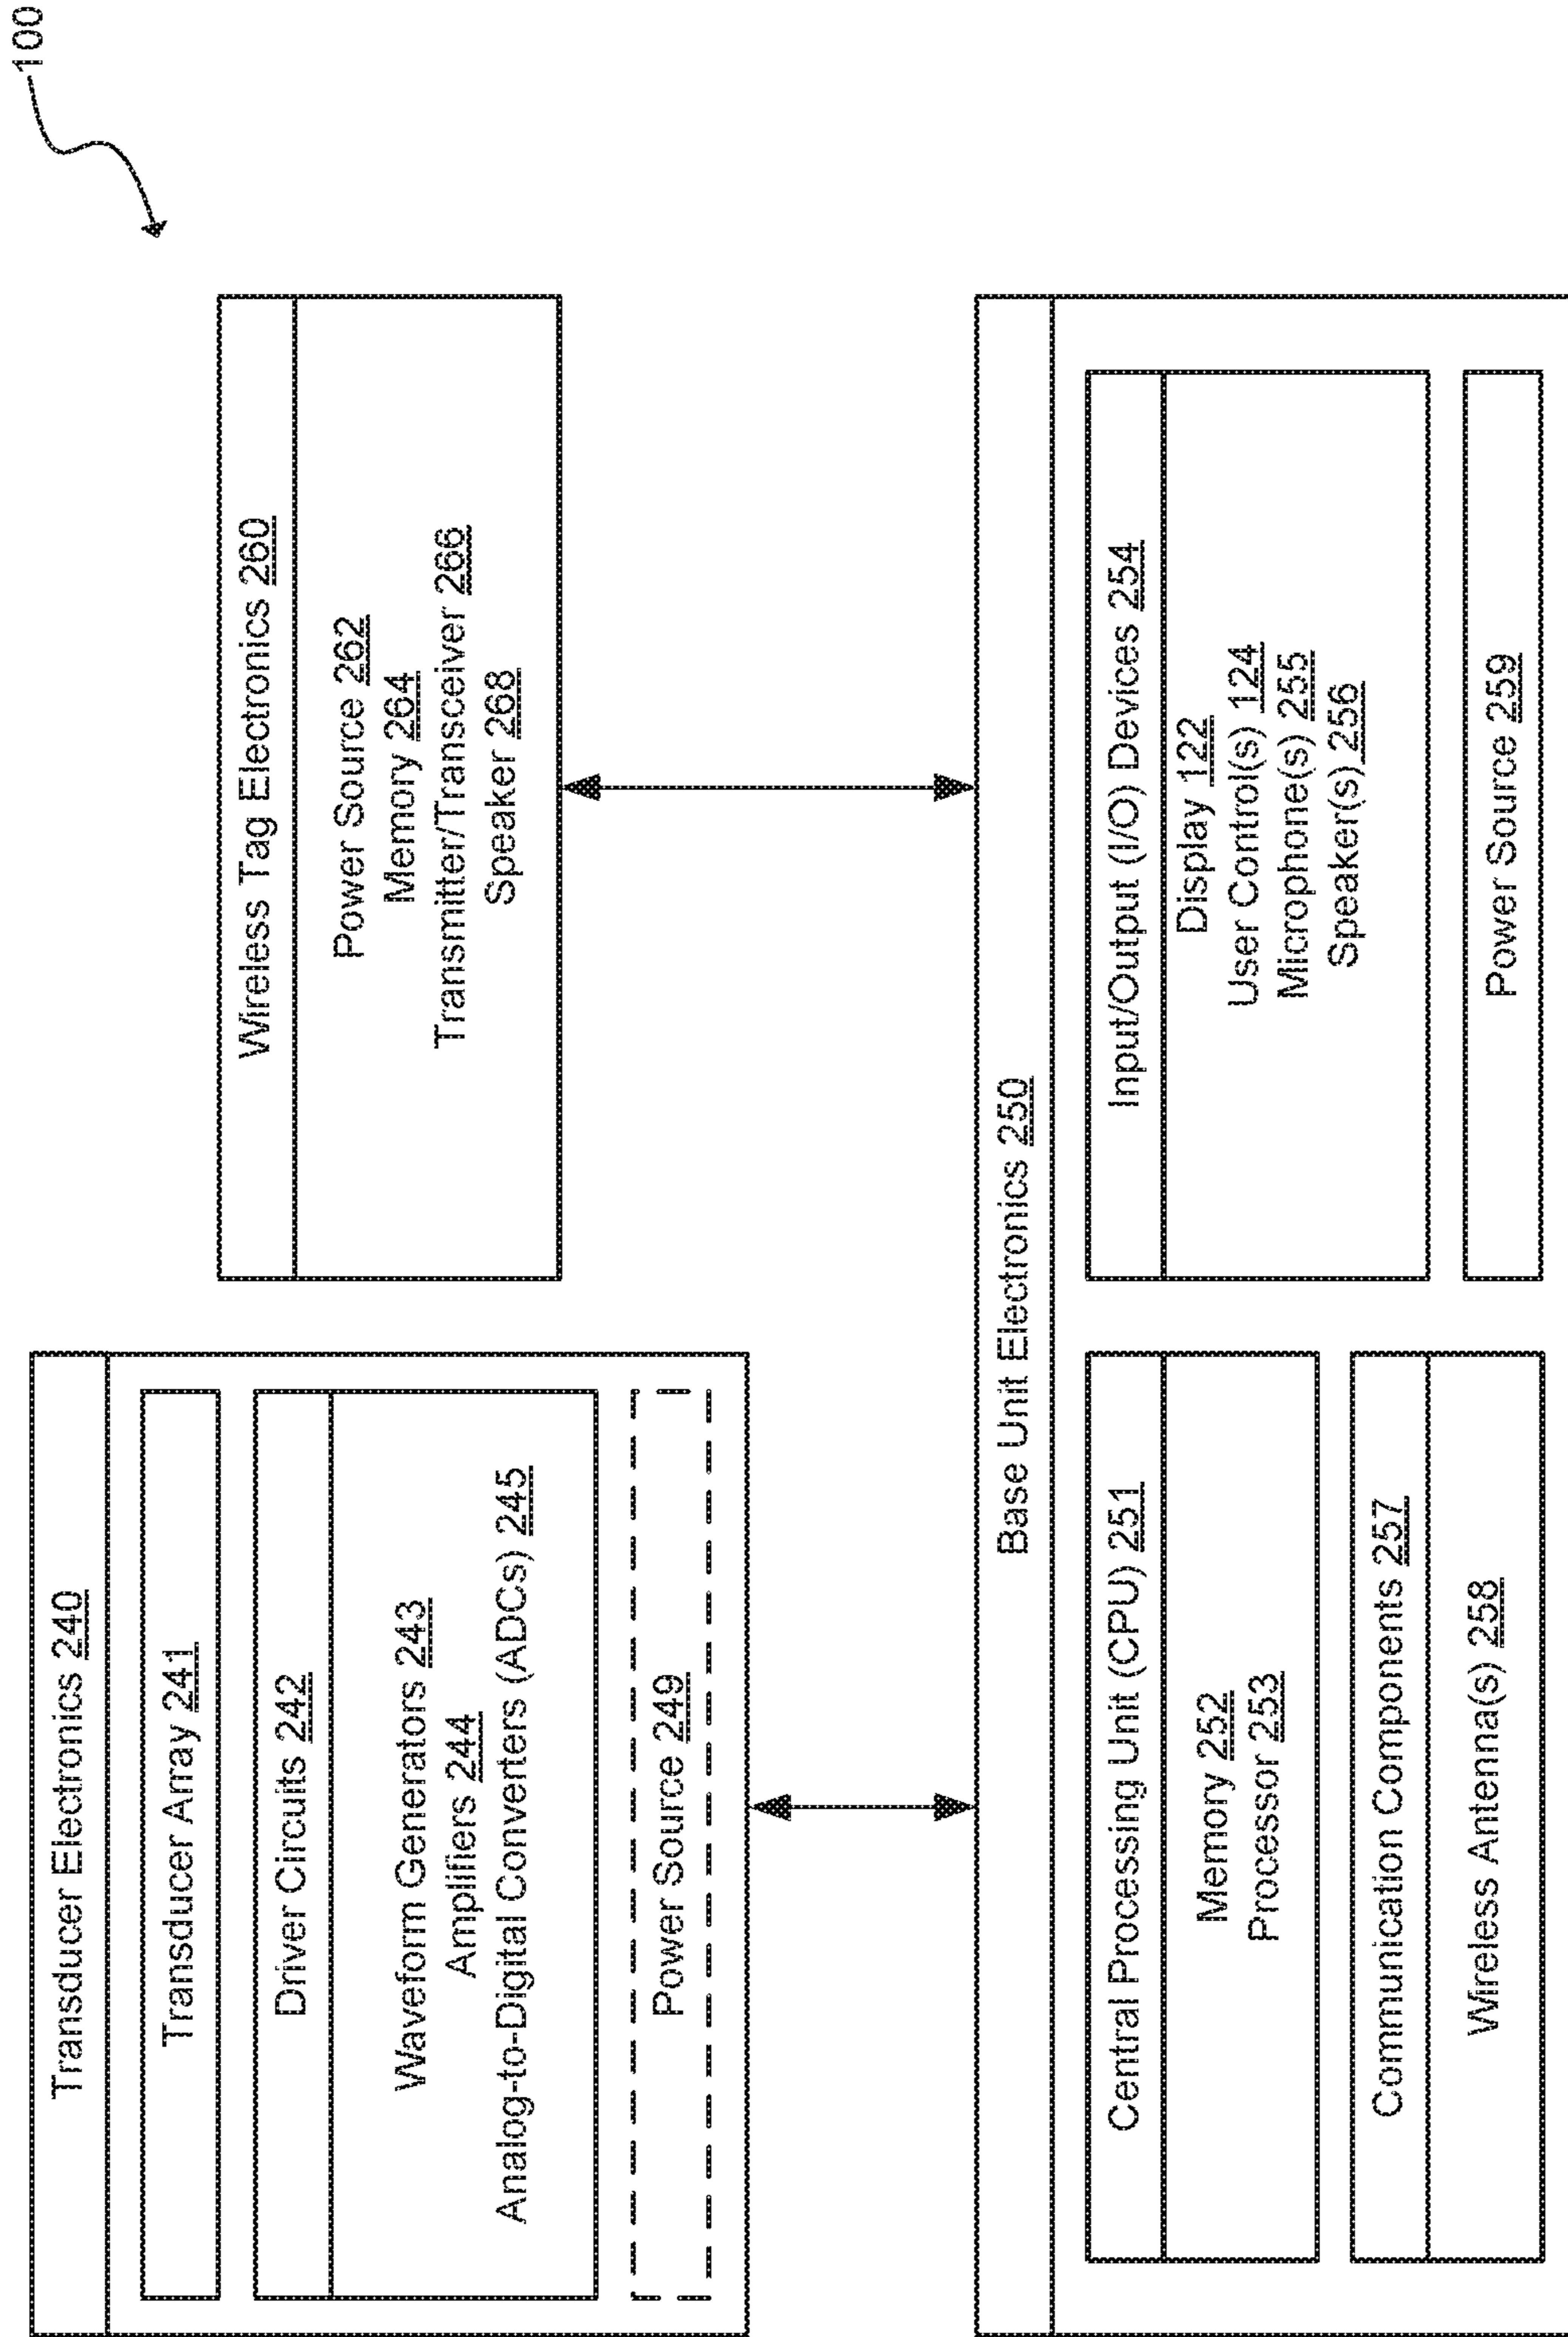 100
Transducer Electronics 240
Transducer Array 241
Driver Circuits 242
Waveform Generators 243
Amplifiers 244
Analog-to-Digital Converters (ADCs) 245
Power Source 249
Wireless Tag Electronics 260
Power Source 262
Memory 264
Transmitter/Transceiver 266
Speaker 268
Base Unit Electronics 250
Central Processing Unit (CPU) 251
Memory 252
Processor 253
Communication Components 257
Wireless Antenna(s) 258
Input/Output (I/O) Devices 254
Display 122
User Control(s) 124
Microphone(s) 255
Speaker(s) 256
Power Source 259